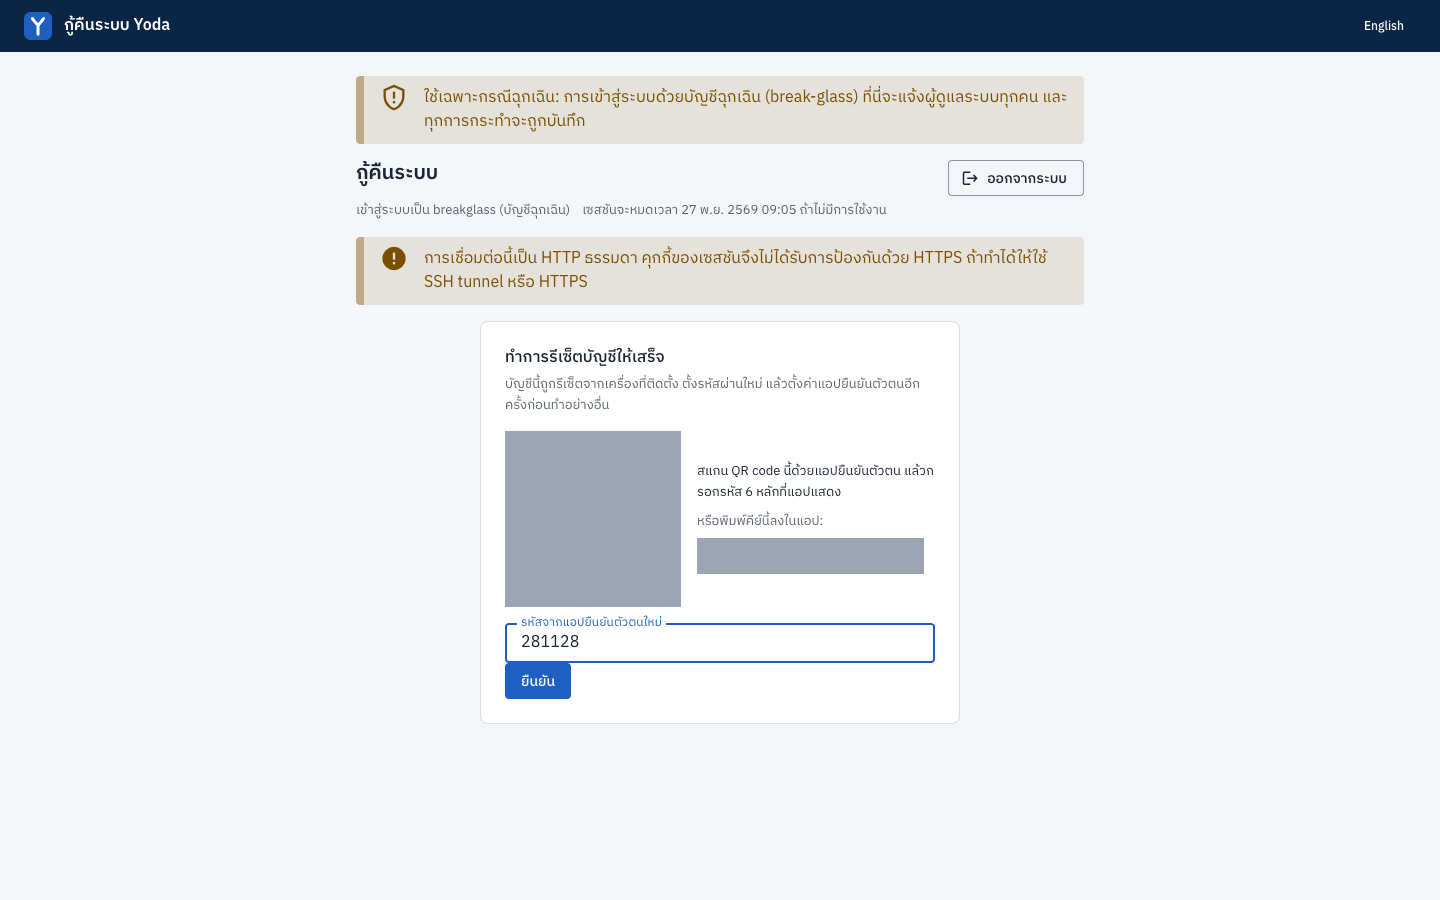 กู้คืนระบบ Yoda
English
ใช้เฉพาะกรณีฉุกเฉิน: การเข้าสู่ระบบด้วยบัญชีฉุกเฉิน (break-glass) ที่นี่จะแจ้งผู้ดูแลระบบทุกคน และ
ทุกการกระทำจะถูกบันทึก
กู้คืนระบบ
ออกจากระบบ
เข้าสู่ระบบเป็น breakglass (บัญชีฉุกเฉิน) เซสชันจะหมดเวลา 27 พ.ย. 2569 09:05 ถ้าไม่มีการใช้งาน
การเชื่อมต่อนี้เป็น HTTP ธรรมดา คุกกี้ของเซสชันจึงไม่ได้รับการป้องกันด้วย HTTPS ถ้าทำได้ให้ใช้
SSH tunnel หรือ HTTPS
ทำการรีเซ็ตบัญชีให้เสร็จ
บัญชีนี้ถูกรีเซ็ตจากเครื่องที่ติดตั้ง ตั้งรหัสผ่านใหม่ แล้วตั้งค่าแอปยืนยันตัวตนอีก
ครั้งก่อนทำอย่างอื่น
สแกน QR code นี้ด้วยแอปยืนยันตัวตน แล้วก
รอกรหัส 6 หลักที่แอปแสดง
หรือพิมพ์คีย์นี้ลงในแอป:
รหัสจากแอปยืนยันตัวตนใหม่
281128
ยืนยัน